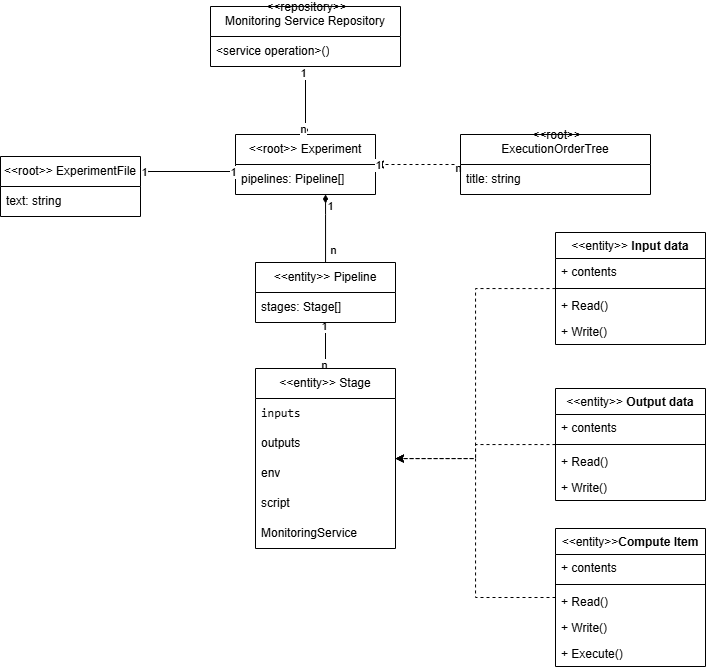 <<repository>>
Monitoring Service Repository
<service operation>()
1
n
<<root>> Experiment
pipelines: Pipeline[]
<<root>>
ExecutionOrderTree
title: string
1
n
<<root>> ExperimentFile
text: string
1
1
1
n
<<entity>> Pipeline
stages: Stage[]
1
n
<<entity>> Stage
inputs
outputs
env
script
MonitoringService
<<entity>> Input data
+ contents
+ Read()
+ Write()
<<entity>> Output data
+ contents
+ Read()
+ Write()
<<entity>>Compute Item
+ contents
+ Read()
+ Write()
+ Execute()